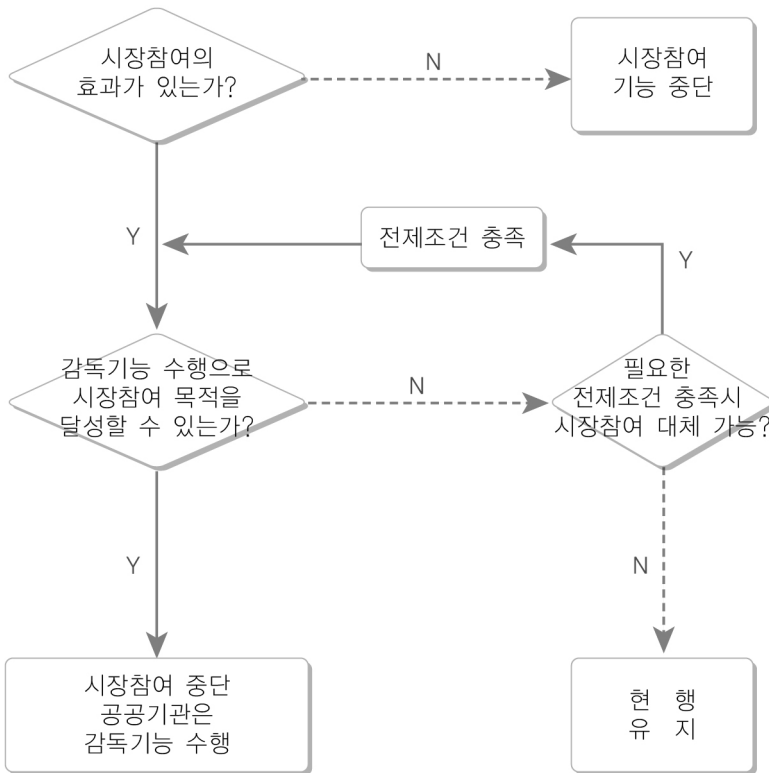 시장참여의
효과가 있는가?
N
시장참여
기능 중단
Y
전제조건 충족
Y
감독기능 수행으로
시장참여 목적을
달성할 수 있는가?
N
필요한
전제조건 충족시
시장참여 대체 가능?
Y
N
시장참여 중단
공공기관은
감독기능 수행
현 행
유 지